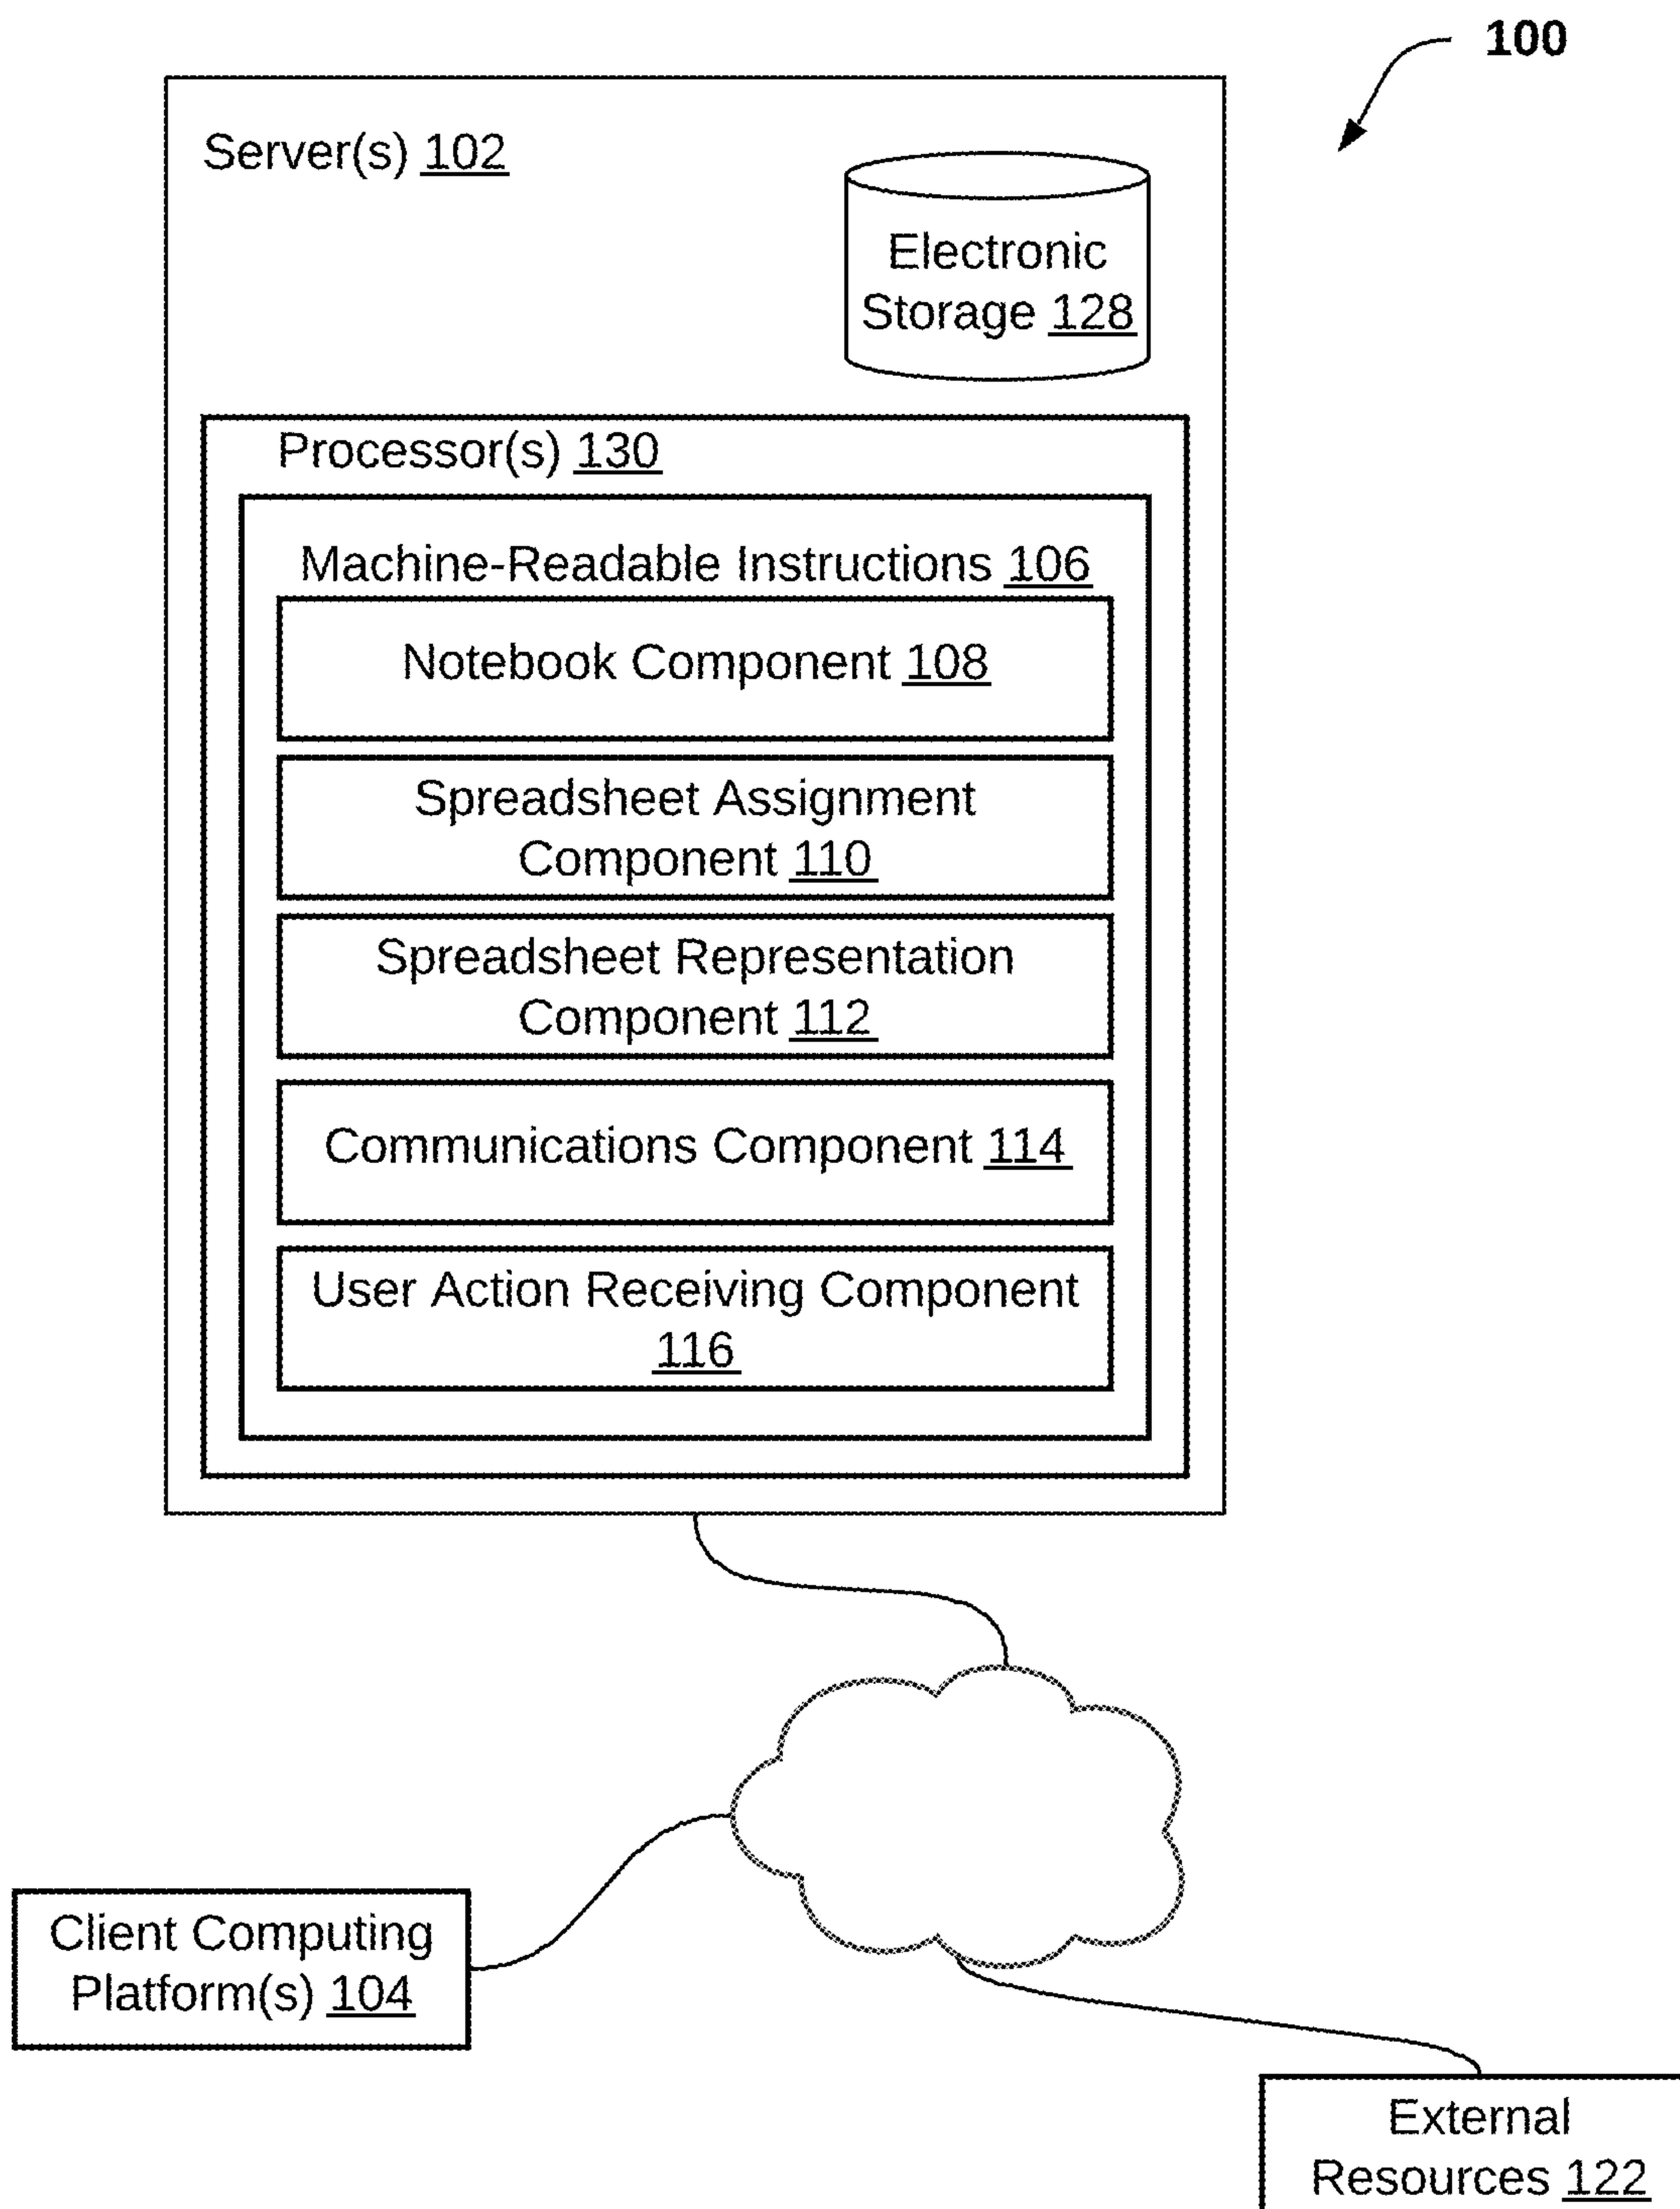 100
Server(s) 102
Electronic
Storage 128
Processor(s) 130
Machine-Readable Instructions 106
Notebook Component 108
Spreadsheet Assignment
Component 110
Spreadsheet Representation
Component 112
Communications Component 114
User Action Receiving Component
116
Client Computing
Platform(s) 104
External
Resources 122